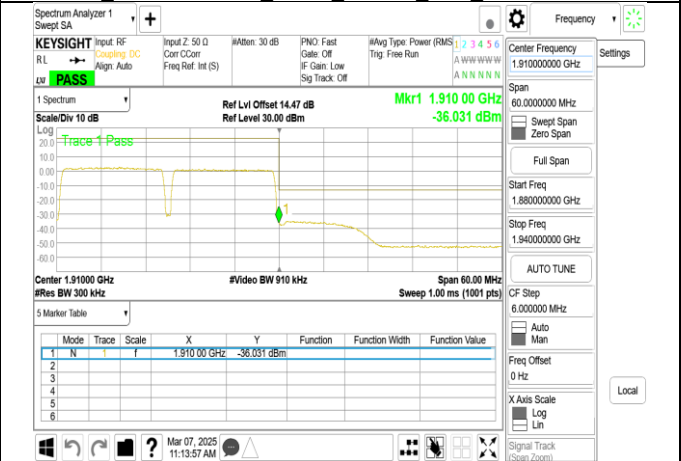 Spectrum Analyzer 1
Swept SA
+
Frequency
KEYSIGHT
Input: RF
Input Z: 50 Ω
#Atten: 30 dB
PNO: Fast
#Avg Type: Power (RMS
1 2 3 4 5 6
RL
Coupling: DC
Corr CCorr
Gate: Off
Trig: Free Run
A W W W W W
Align: Auto
Freq Ref: Int (S)
IF Gain: Low
A N N N N N
LXI
PASS
Sig Track: Off
1 Spectrum
Scale/Div 10 dB
Ref Lvl Offset 14.47 dB
Ref Level 30.00 dBm
Mkr1 1.910 00 GHz
-36.031 dBm
Log
Trace 1 Pass
20.0
10.0
0.00
-10.0
-20.0
-30.0
-40.0
-50.0
-60.0
1
Center 1.91000 GHz
#Video BW 910 kHz
Span 60.00 MHz
#Res BW 300 kHz
Sweep 1.00 ms (1001 pts)
5 Marker Table
Mode Trace Scale X Y Function Function Width Function Value
1 N 1 f 1.910 00 GHz -36.031 dBm
2
3
4
5
6
Mar 07, 2025
11:13:57 AM
?
Center Frequency
1.910000000 GHz
Settings
Span
60.0000000 MHz
Swept Span
Zero Span
Full Span
Start Freq
1.880000000 GHz
Stop Freq
1.940000000 GHz
AUTO TUNE
CF Step
6.000000 MHz
Auto
Man
Freq Offset
0 Hz
Local
X Axis Scale
Log
Lin
Signal Track
(Span Zoom)